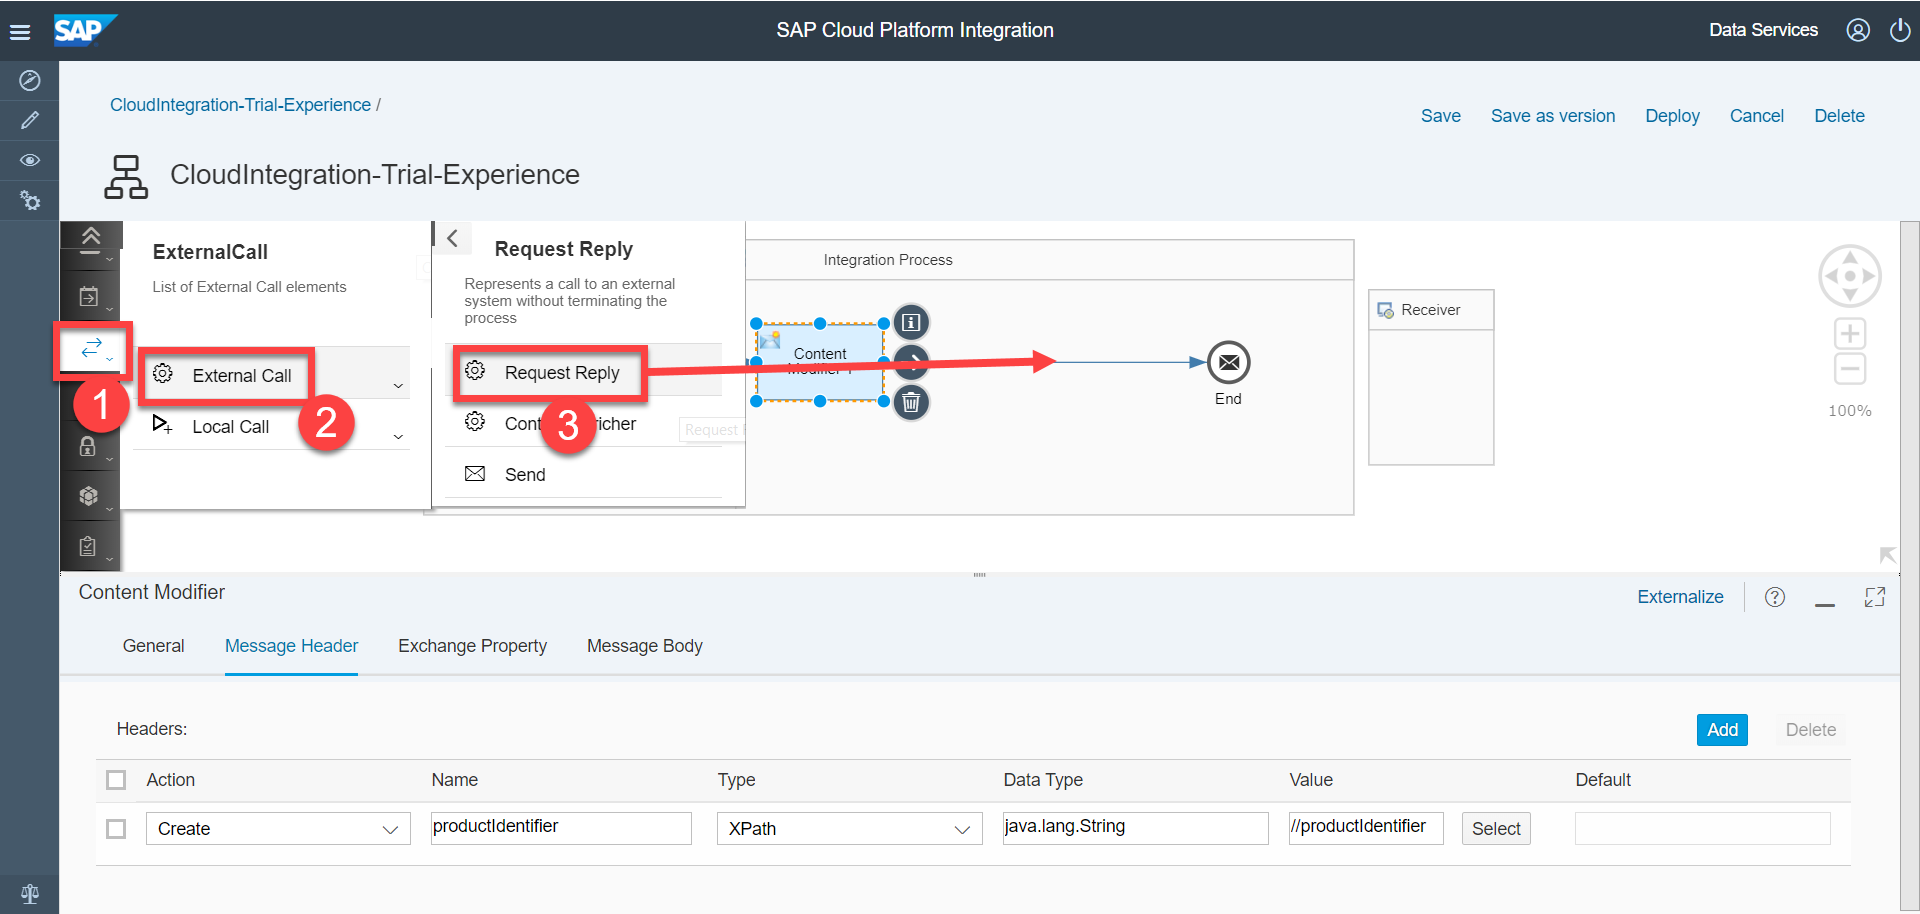 SAP
SAP Cloud Platform Integration
Data Services
CloudIntegration-Trial-Experience /
Save
Save as version
Deploy
Cancel
Delete
CloudIntegration-Trial-Experience
ExternalCall
List of External Call elements
External Call
Local Call
1
2
Request Reply
Represents a call to an external
system without terminating the
process
Request Reply
3
Send
Request
Integration Process
Content
Modifier 1
End
Receiver
100%
Content Modifier
Externalize
General
Message Header
Exchange Property
Message Body
Headers:
Add
Delete
Action
Name
Type
Data Type
Value
Default
Create
productIdentifier
XPath
java.lang.String
//productIdentifier
Select